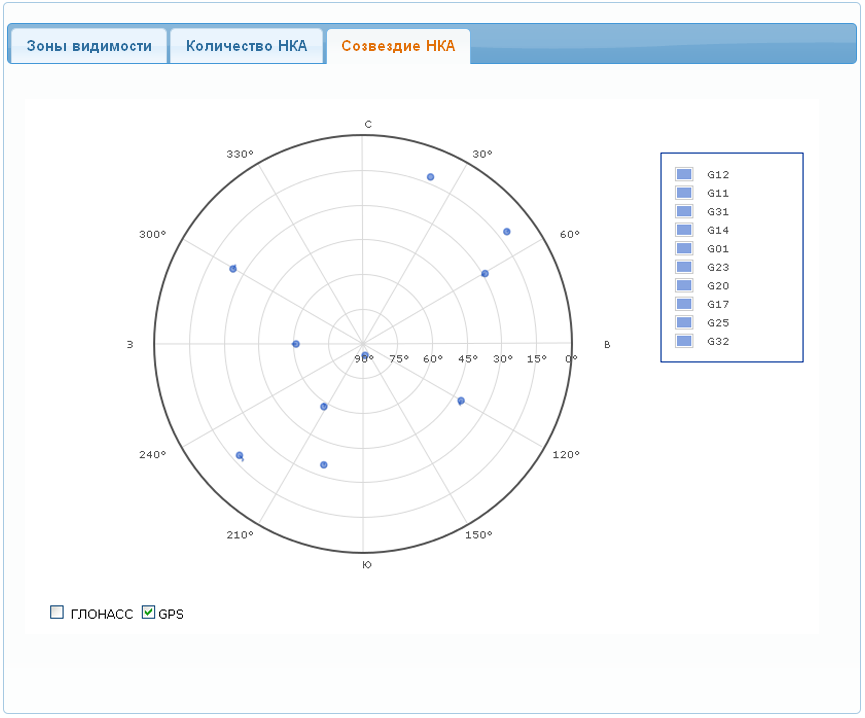 Зоны видимости Количество НКА Созвездие НКА
С
330° 30°
300° 60°
З В
90° 75° 60° 45° 30° 15° 0°
240° 120°
210° 150°
Ю
G12
G11
G31
G14
G01
G23
G20
G17
G25
G32
ГЛОНАСС GPS